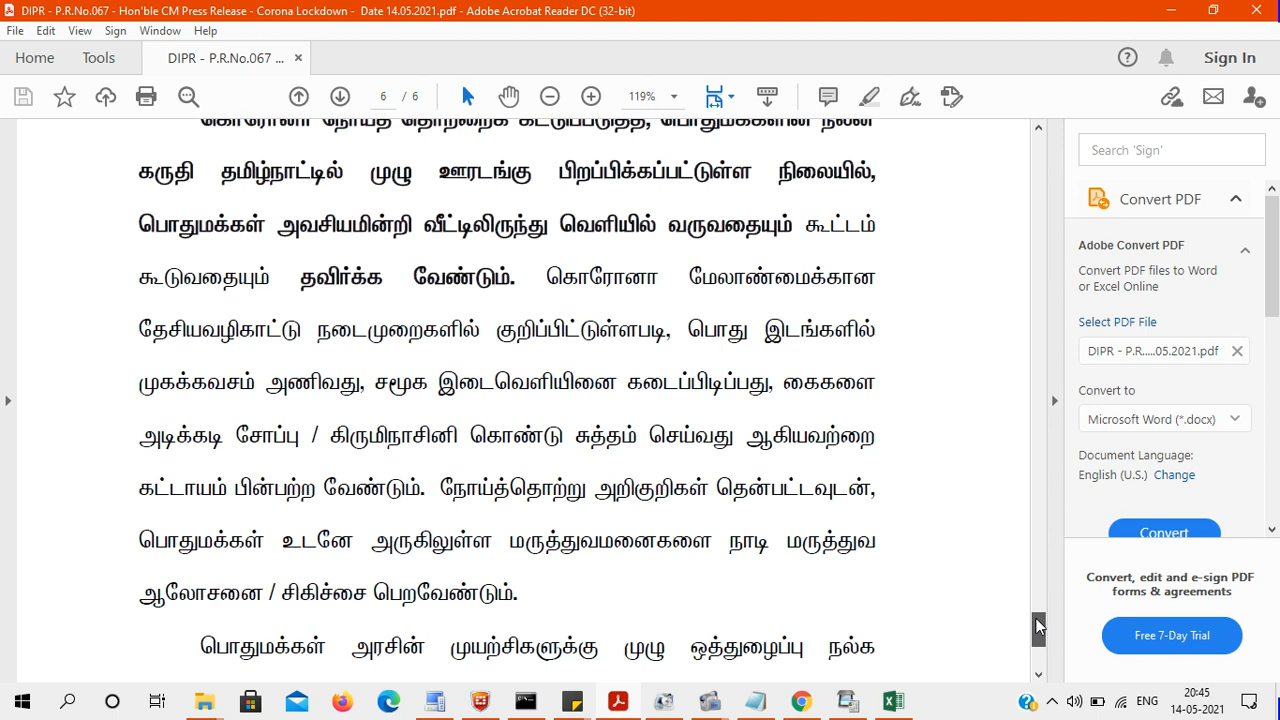 DIPR - P.R.No.067 - Hon'ble CM Press Release - Corona Lockdown - Date 14.05.2021.pdf - Adobe Acrobat Reader DC (32-bit)
File Edit View Sign Window Help
Home Tools DIPR - P.R.No.067 ... × Sign In
6 / 6 119%
கொரோனா நோய்த் தொற்றைக் கட்டுப்படுத்த, பொதுமக்களின் நலன்
கருதி தமிழ்நாட்டில் முழு ஊரடங்கு பிறப்பிக்கப்பட்டுள்ள நிலையில்,
பொதுமக்கள் அவசியமின்றி வீட்டிலிருந்து வெளியில் வருவதையும் கூட்டம்
கூடுவதையும் தவிர்க்க வேண்டும். கொரோனா மேலாண்மைக்கான
தேசியவழிகாட்டு நடைமுறைகளில் குறிப்பிட்டுள்ளபடி, பொது இடங்களில்
முகக்கவசம் அணிவது, சமூக இடைவெளியினை கடைப்பிடிப்பது, கைகளை
அடிக்கடி சோப்பு / கிருமிநாசினி கொண்டு சுத்தம் செய்வது ஆகியவற்றை
கட்டாயம் பின்பற்ற வேண்டும். நோய்த்தொற்று அறிகுறிகள் தென்பட்டவுடன்,
பொதுமக்கள் உடனே அருகிலுள்ள மருத்துவமனைகளை நாடி மருத்துவ
ஆலோசனை / சிகிச்சை பெறவேண்டும்.
பொதுமக்கள் அரசின் முயற்சிகளுக்கு முழு ஒத்துழைப்பு நல்க
Search 'Sign'
Convert PDF
Adobe Convert PDF
Convert PDF files to Word
or Excel Online
Select PDF File
DIPR - P.R.....05.2021.pdf
Convert to
Microsoft Word (*.docx)
Document Language:
English (U.S.) Change
Convert
Convert, edit and e-sign PDF
forms & agreements
Free 7-Day Trial
ENG 20:45
14-05-2021